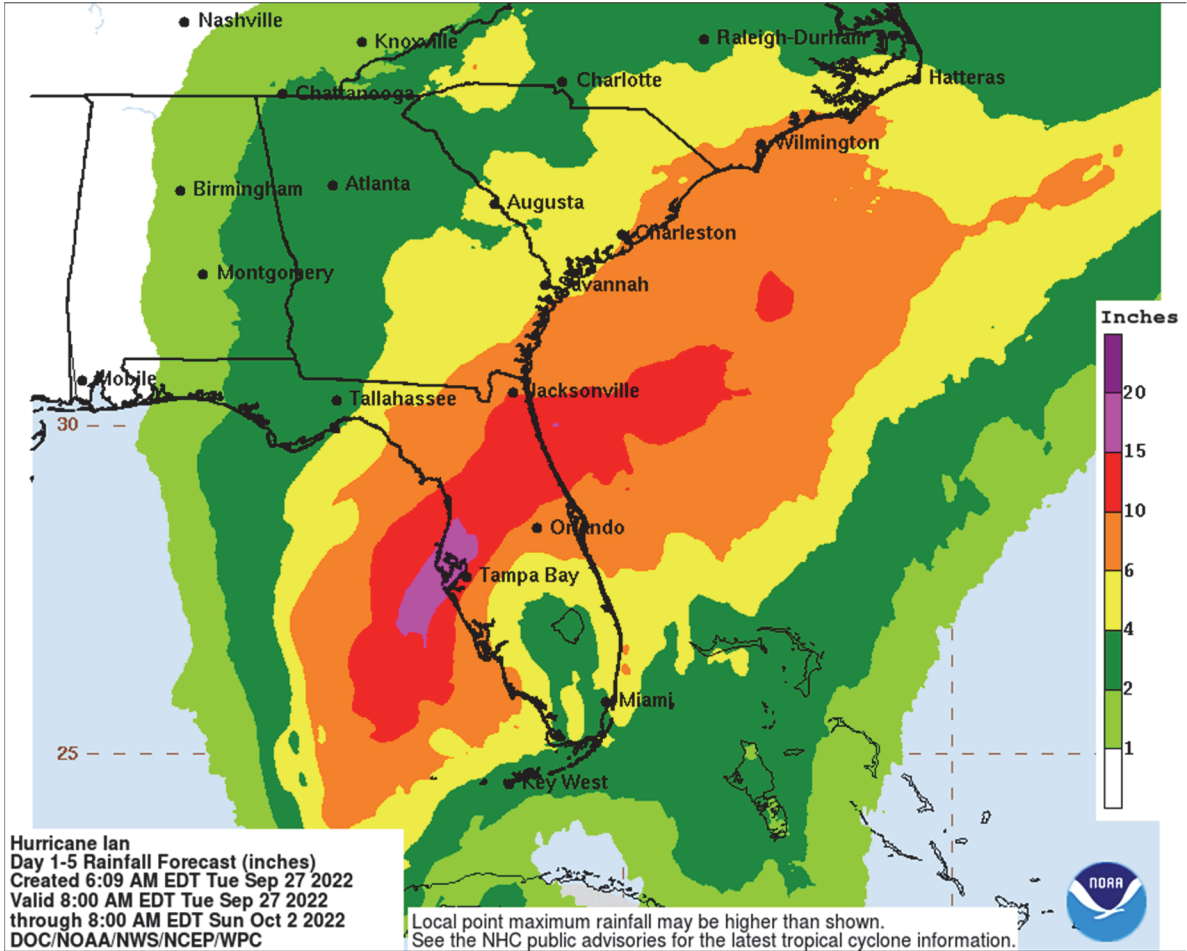 Nashville
Knoxville
Raleigh-Durham
Charlotte
Hatteras
Chattanooga
Wilmington
Birmingham
Atlanta
Augusta
Charleston
Montgomery
Savannah
Inches
Mobile
Jacksonville
20
Tallahassee
30
15
10
Orlando
6
Tampa Bay
4
2
Miami
1
25
Key West
Hurricane Ian
Day 1-5 Rainfall Forecast (inches)
Created 6:09 AM EDT Tue Sep 27 2022
Valid 8:00 AM EDT Tue Sep 27 2022
through 8:00 AM EDT Sun Oct 2 2022
DOC/NOAA/NWS/NCEP/WPC
NOAA
Local point maximum rainfall may be higher than shown.
See the NHC public advisories for the latest tropical cyclone information.